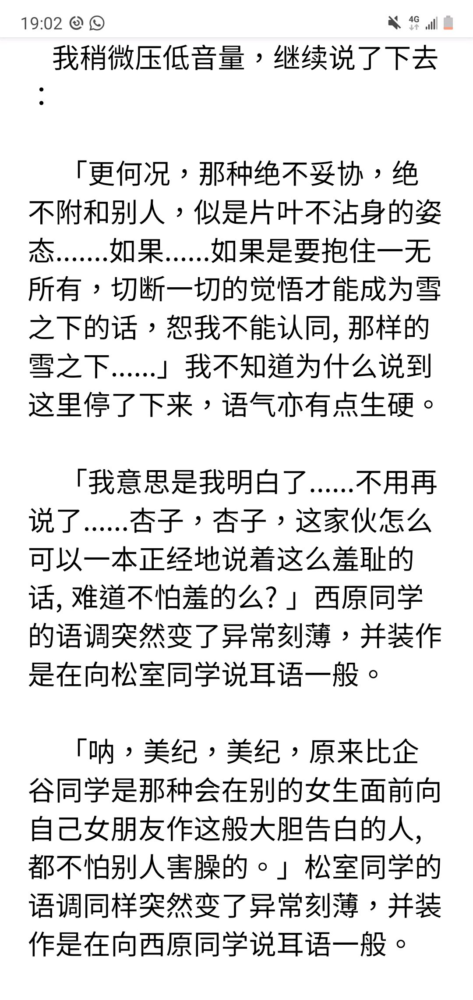 19:02 4G
我稍微压低音量，继续说了下去
：
「更何况，那种绝不妥协，绝
不附和别人，似是片叶不沾身的姿
态.......如果......如果是要抱住一无
所有，切断一切的觉悟才能成为雪
之下的话，恕我不能认同, 那样的
雪之下......」我不知道为什么说到
这里停了下来，语气亦有点生硬。
「我意思是我明白了......不用再
说了......杏子，杏子，这家伙怎么
可以一本正经地说着这么羞耻的
话, 难道不怕羞的么? 」西原同学
的语调突然变了异常刻薄，并装作
是在向松室同学说耳语一般。
「呐，美纪，美纪，原来比企
谷同学是那种会在别的女生面前向
自己女朋友作这般大胆告白的人,
都不怕别人害臊的。」松室同学的
语调同样突然变了异常刻薄，并装
作是在向西原同学说耳语一般。